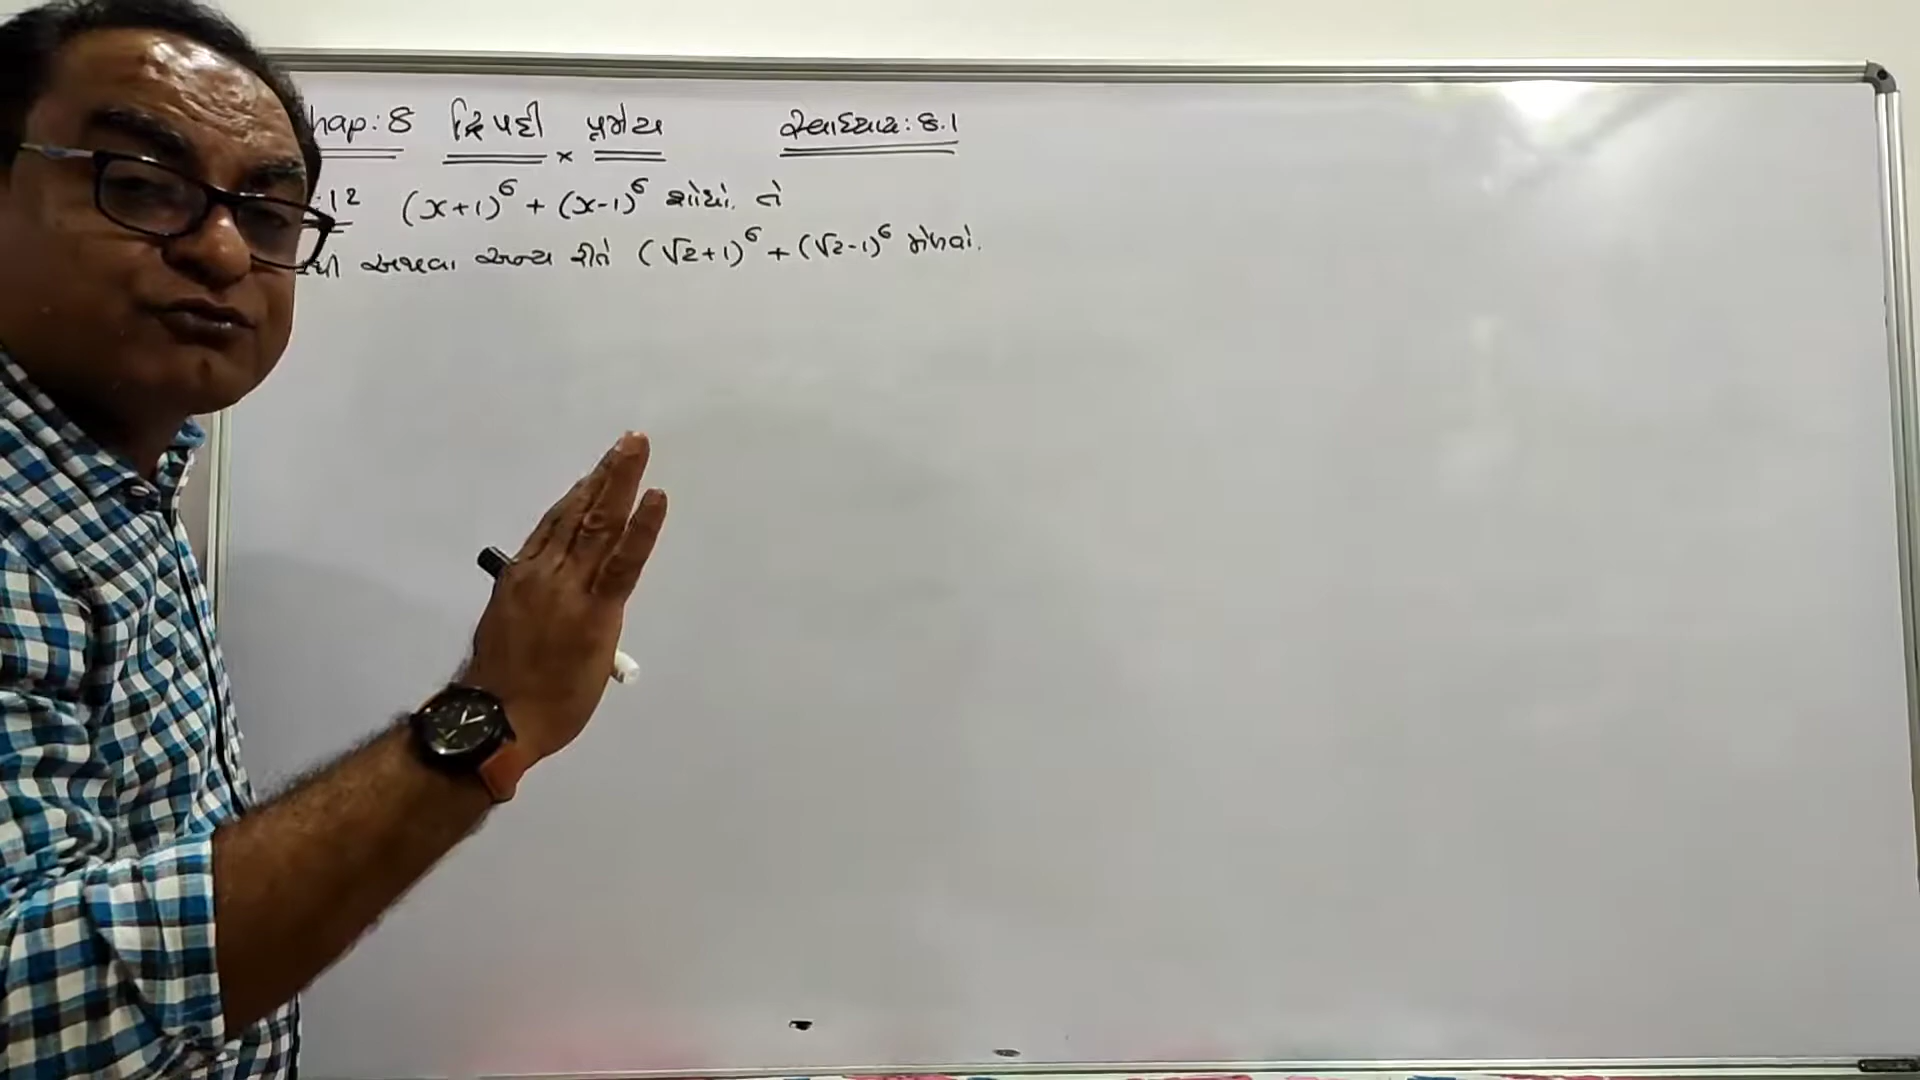 hap:8 દ્વિપદી પ્રમેય સ્વાધ્યાય: 8.1
:12 (x+1)^6 + (x-1)^6 શોધો. તે
થી અથવા અન્ય રીતે (√2+1)^6 + (√2-1)^6 મેળવો.